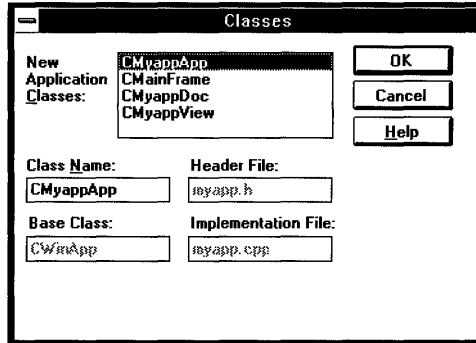 Classes
New
Application
Classes:
CMyappApp
CMainFrame
CMyappDoc
CMyappView
OK
Cancel
Help
Class Name:
CMyappApp
Header File:
myapp.h
Base Class:
CWinApp
Implementation File:
myapp.cpp